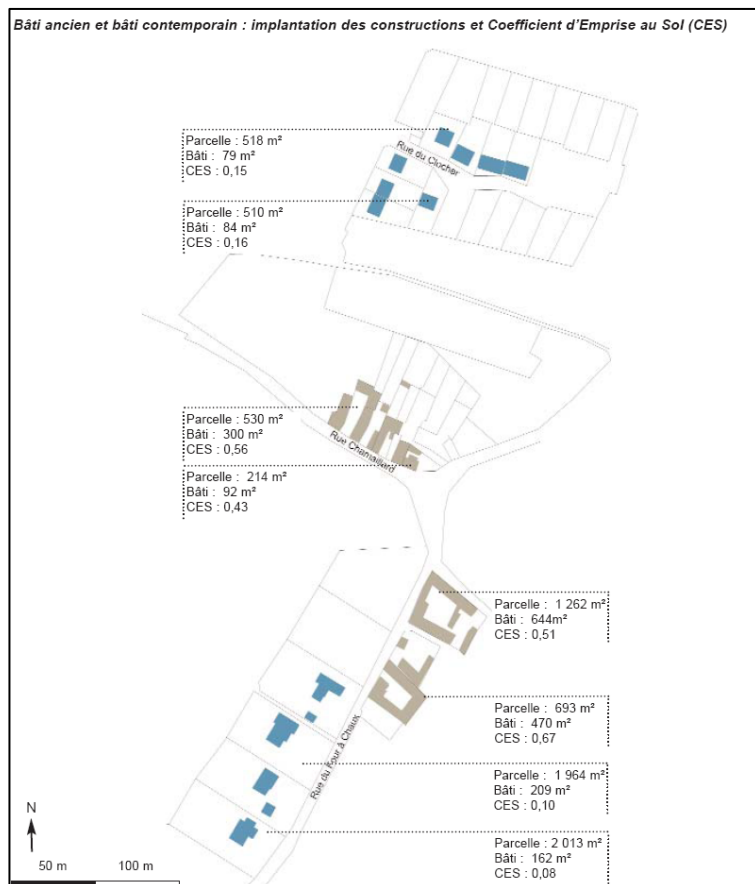 Bâti ancien et bâti contemporain : implantation des constructions et Coefficient d'Emprise au Sol (CES)
Parcelle : 518 m²
Bâti : 79 m²
CES : 0,15
Rue du Clocher
Parcelle : 510 m²
Bâti : 84 m²
CES : 0,16
Parcelle : 530 m²
Bâti : 300 m²
CES : 0,56
Rue Chamaillard
Parcelle : 214 m²
Bâti : 92 m²
CES : 0,43
Parcelle : 1 262 m²
Bâti : 644m²
CES : 0,51
Parcelle : 693 m²
Bâti : 470 m²
CES : 0,67
Rue du Four à Chaux
Parcelle : 1 964 m²
Bâti : 209 m²
CES : 0,10
Parcelle : 2 013 m²
Bâti : 162 m²
CES : 0,08
N
50 m 100 m